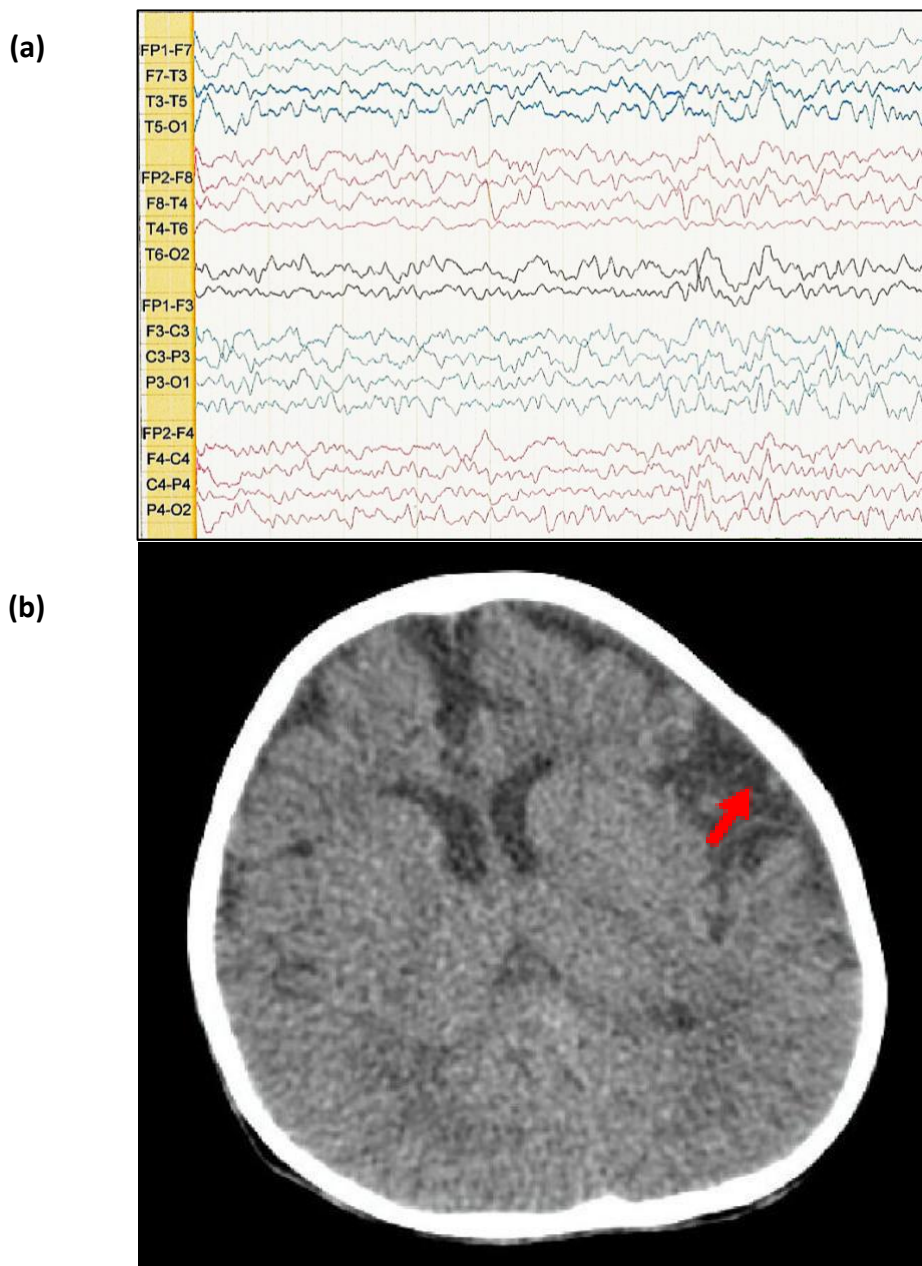 (a)
FP1-F7
F7-T3
T3-T5
T5-O1
FP2-F8
F8-T4
T4-T6
T6-O2
FP1-F3
F3-C3
C3-P3
P3-O1
FP2-F4
F4-C4
C4-P4
P4-O2
(b)